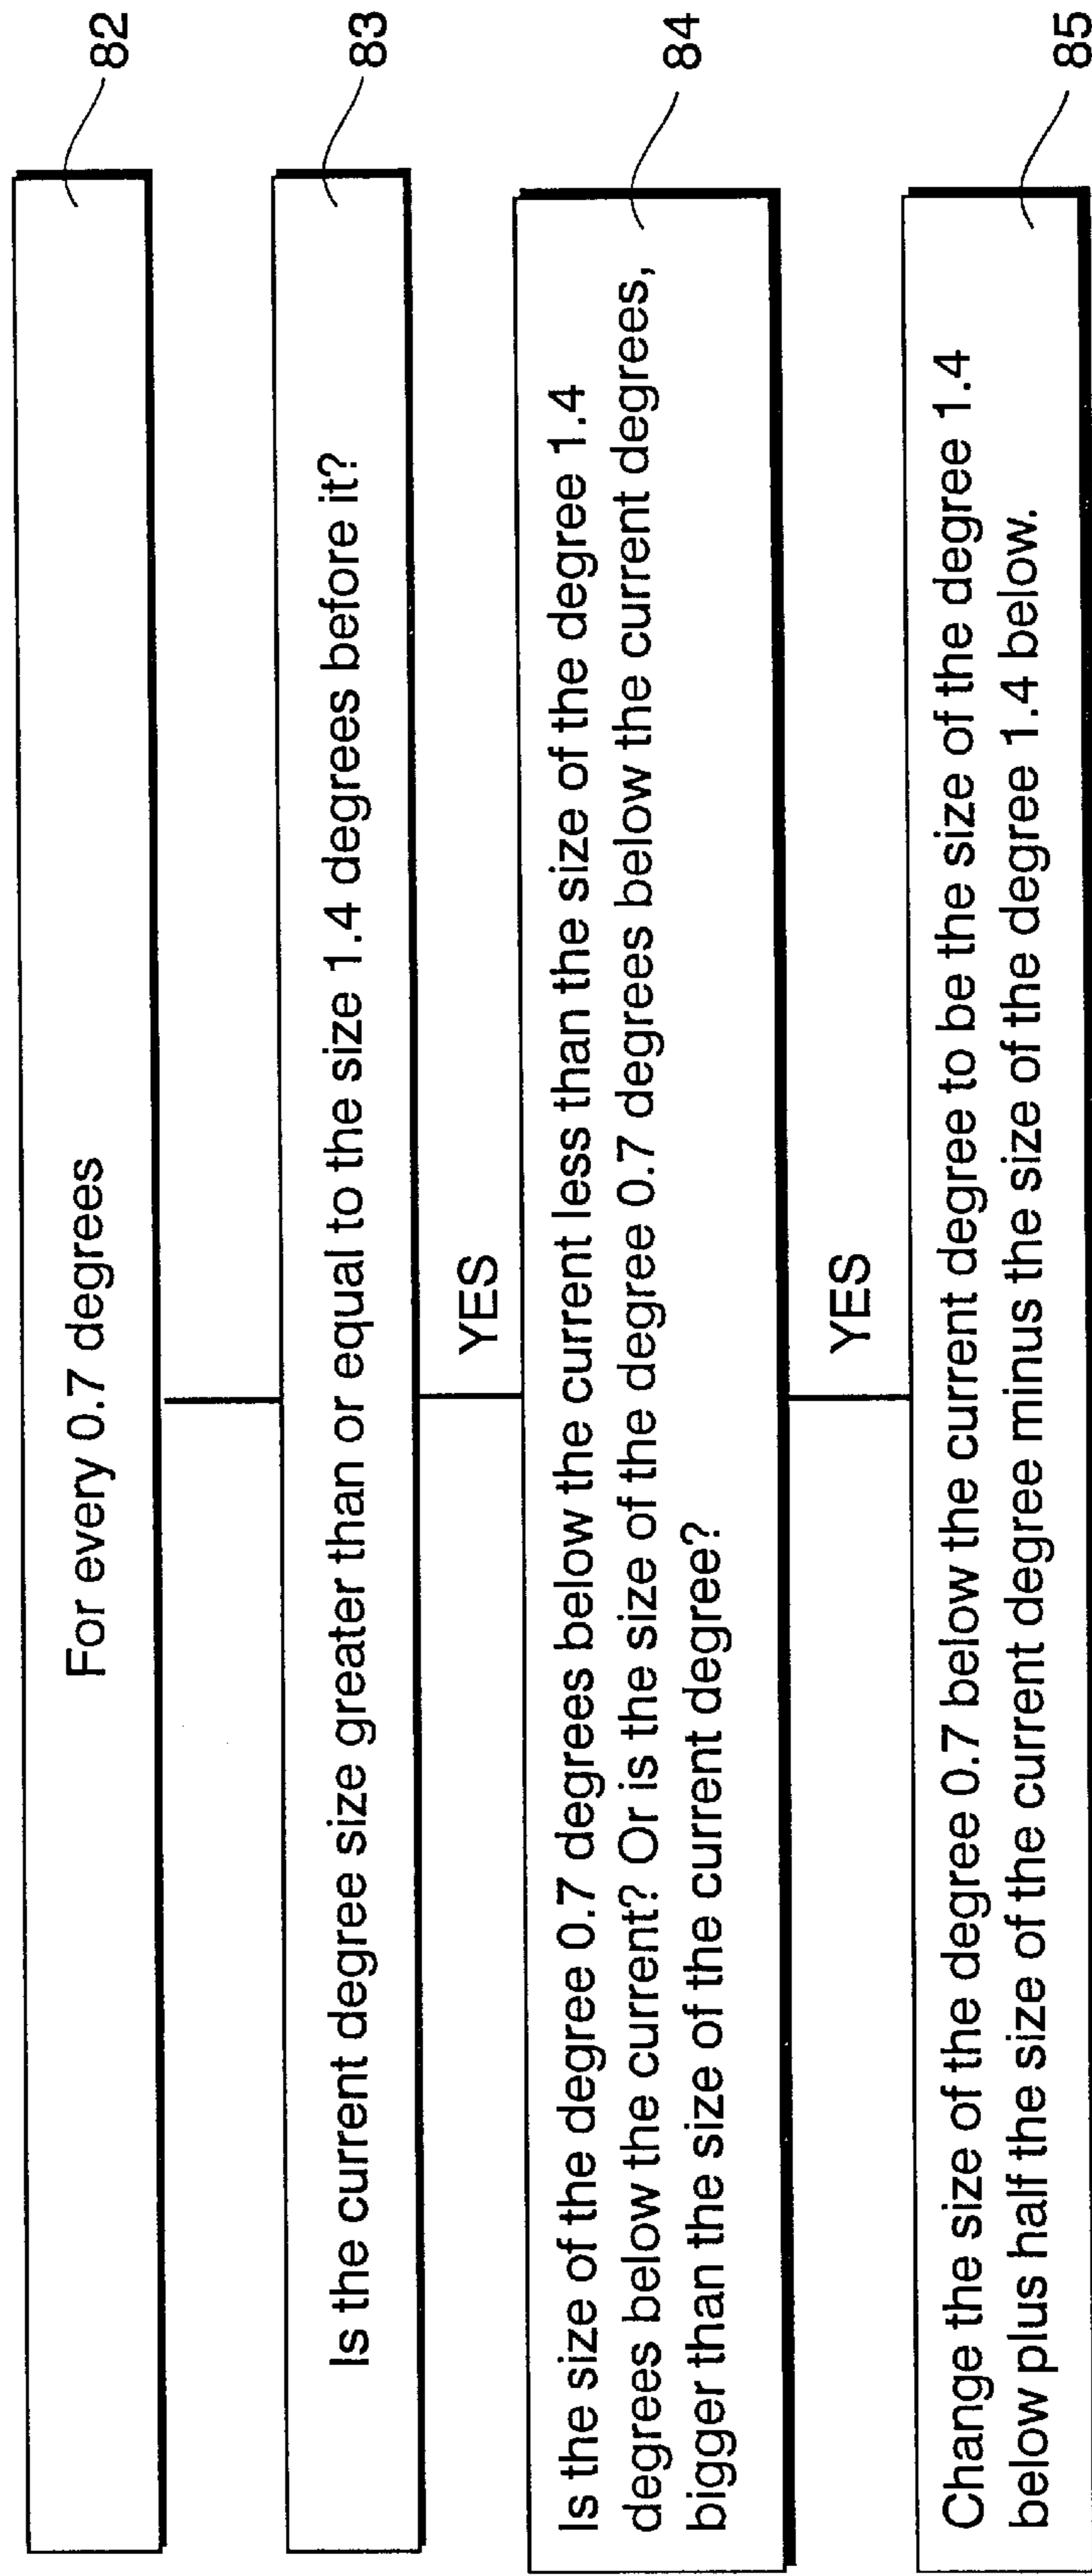 For every 0.7 degrees
82
Is the current degree size greater than or equal to the size 1.4 degrees before it?
83
YES
Is the size of the degree 0.7 degrees below the current less than the size of the degree 1.4
degrees below the current? Or is the size of the degree 0.7 degrees below the current degrees,
bigger than the size of the current degree?
84
YES
Change the size of the degree 0.7 below the current degree to be the size of the degree 1.4
below plus half the size of the current degree minus the size of the degree 1.4 below.
85